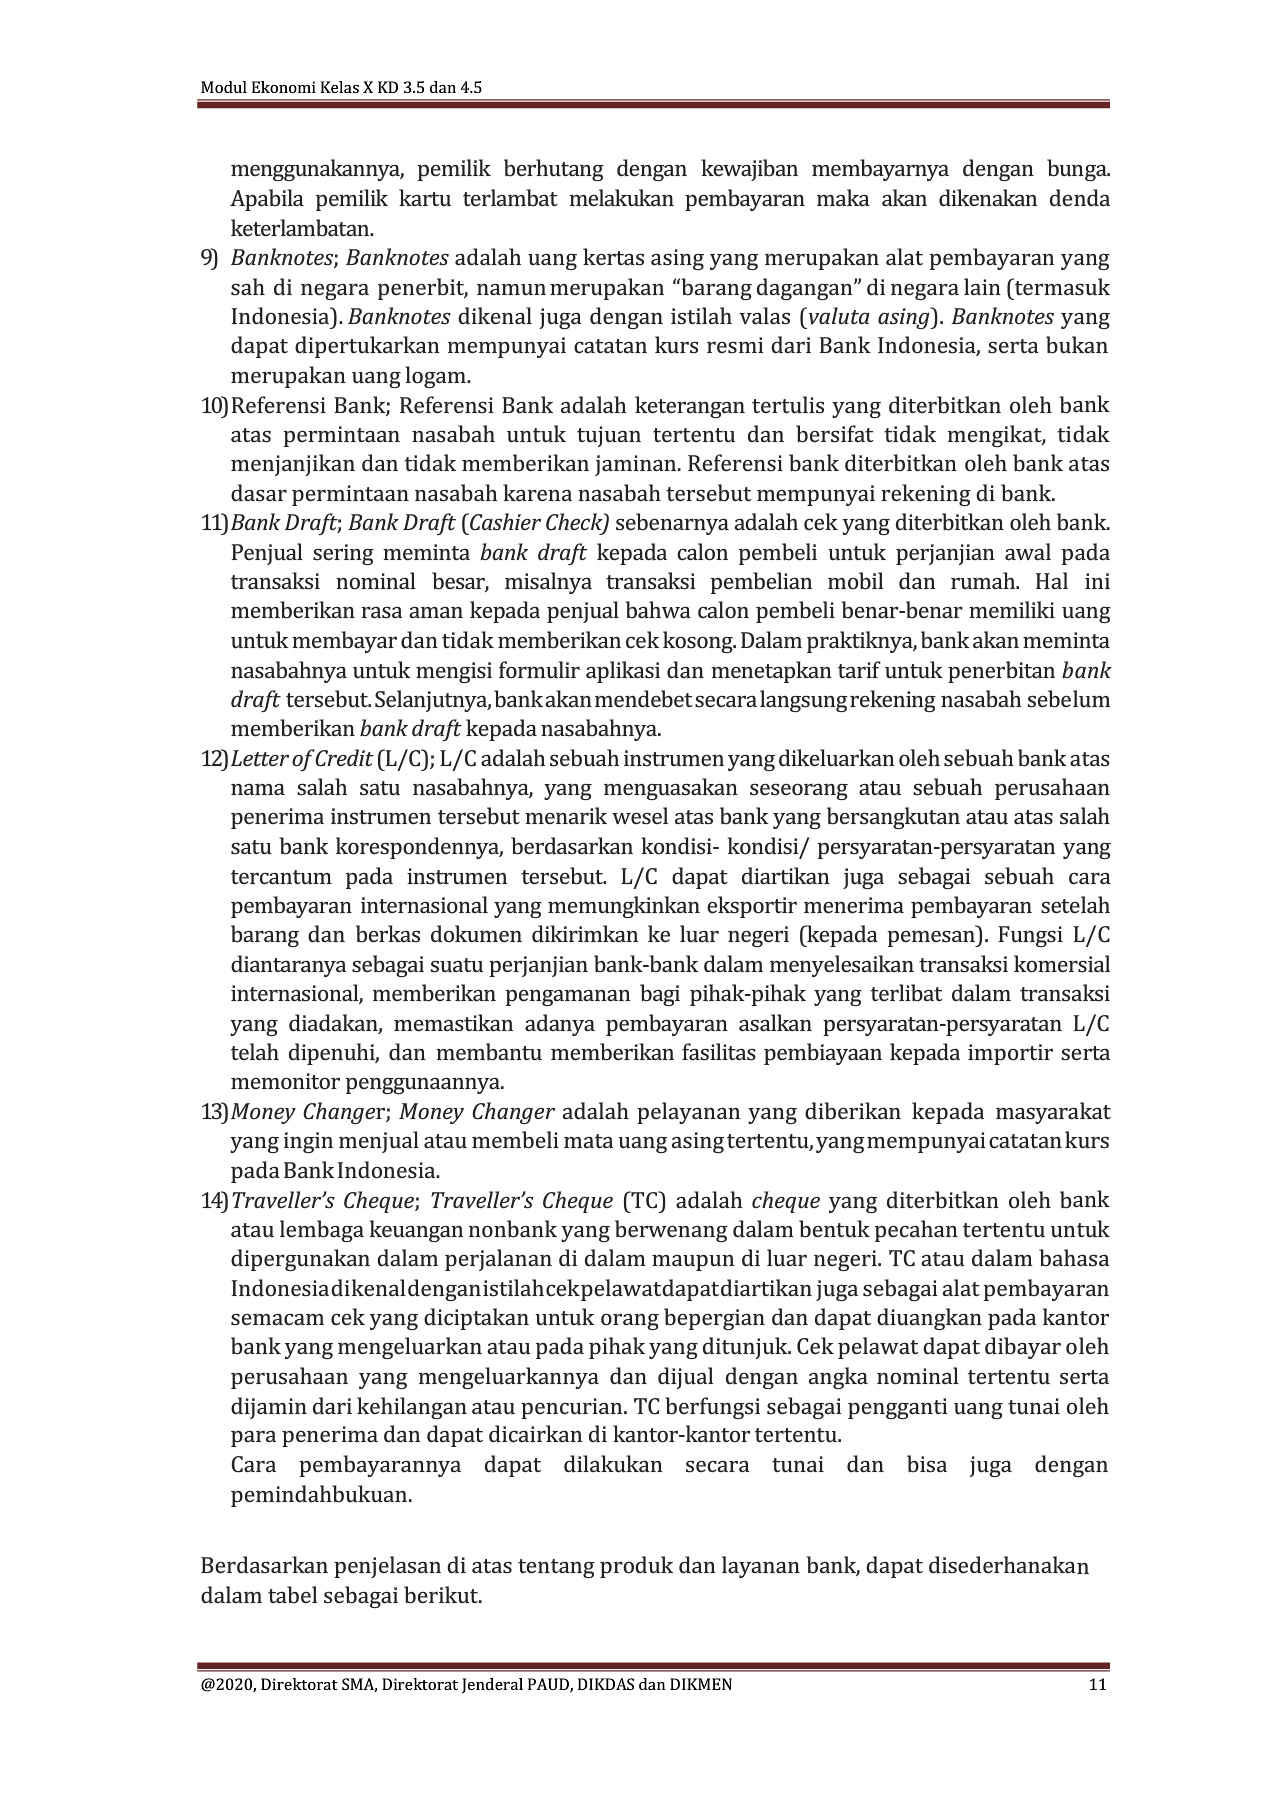 Modul Ekonomi Kelas X KD 3.5 dan 4.5
menggunakannya, pemilik berhutang dengan kewajiban membayarnya dengan bunga.
Apabila pemilik kartu terlambat melakukan pembayaran maka akan dikenakan denda
keterlambatan.
9) Banknotes; Banknotes adalah uang kertas asing yang merupakan alat pembayaran yang
sah di negara penerbit, namun merupakan “barang dagangan” di negara lain (termasuk
Indonesia). Banknotes dikenal juga dengan istilah valas (valuta asing). Banknotes yang
dapat dipertukarkan mempunyai catatan kurs resmi dari Bank Indonesia, serta bukan
merupakan uang logam.
10) Referensi Bank; Referensi Bank adalah keterangan tertulis yang diterbitkan oleh bank
atas permintaan nasabah untuk tujuan tertentu dan bersifat tidak mengikat, tidak
menjanjikan dan tidak memberikan jaminan. Referensi bank diterbitkan oleh bank atas
dasar permintaan nasabah karena nasabah tersebut mempunyai rekening di bank.
11) Bank Draft; Bank Draft (Cashier Check) sebenarnya adalah cek yang diterbitkan oleh bank.
Penjual sering meminta bank draft kepada calon pembeli untuk perjanjian awal pada
transaksi nominal besar, misalnya transaksi pembelian mobil dan rumah. Hal ini
memberikan rasa aman kepada penjual bahwa calon pembeli benar-benar memiliki uang
untuk membayar dan tidak memberikan cek kosong. Dalam praktiknya, bank akan meminta
nasabahnya untuk mengisi formulir aplikasi dan menetapkan tarif untuk penerbitan bank
draft tersebut. Selanjutnya, bank akan mendebet secara langsung rekening nasabah sebelum
memberikan bank draft kepada nasabahnya.
12) Letter of Credit (L/C); L/C adalah sebuah instrumen yang dikeluarkan oleh sebuah bank atas
nama salah satu nasabahnya, yang menguasakan seseorang atau sebuah perusahaan
penerima instrumen tersebut menarik wesel atas bank yang bersangkutan atau atas salah
satu bank korespondennya, berdasarkan kondisi- kondisi/ persyaratan-persyaratan yang
tercantum pada instrumen tersebut. L/C dapat diartikan juga sebagai sebuah cara
pembayaran internasional yang memungkinkan eksportir menerima pembayaran setelah
barang dan berkas dokumen dikirimkan ke luar negeri (kepada pemesan). Fungsi L/C
diantaranya sebagai suatu perjanjian bank-bank dalam menyelesaikan transaksi komersial
internasional, memberikan pengamanan bagi pihak-pihak yang terlibat dalam transaksi
yang diadakan, memastikan adanya pembayaran asalkan persyaratan-persyaratan L/C
telah dipenuhi, dan membantu memberikan fasilitas pembiayaan kepada importir serta
memonitor penggunaannya.
13) Money Changer; Money Changer adalah pelayanan yang diberikan kepada masyarakat
yang ingin menjual atau membeli mata uang asing tertentu, yang mempunyai catatan kurs
pada Bank Indonesia.
14) Traveller’s Cheque; Traveller’s Cheque (TC) adalah cheque yang diterbitkan oleh bank
atau lembaga keuangan nonbank yang berwenang dalam bentuk pecahan tertentu untuk
dipergunakan dalam perjalanan di dalam maupun di luar negeri. TC atau dalam bahasa
Indonesia dikenal dengan istilah cek pelawat dapat diartikan juga sebagai alat pembayaran
semacam cek yang diciptakan untuk orang bepergian dan dapat diuangkan pada kantor
bank yang mengeluarkan atau pada pihak yang ditunjuk. Cek pelawat dapat dibayar oleh
perusahaan yang mengeluarkannya dan dijual dengan angka nominal tertentu serta
dijamin dari kehilangan atau pencurian. TC berfungsi sebagai pengganti uang tunai oleh
para penerima dan dapat dicairkan di kantor-kantor tertentu.
Cara pembayarannya dapat dilakukan secara tunai dan bisa juga dengan
pemindahbukuan.
Berdasarkan penjelasan di atas tentang produk dan layanan bank, dapat disederhanakan
dalam tabel sebagai berikut.
@2020, Direktorat SMA, Direktorat Jenderal PAUD, DIKDAS dan DIKMEN 11